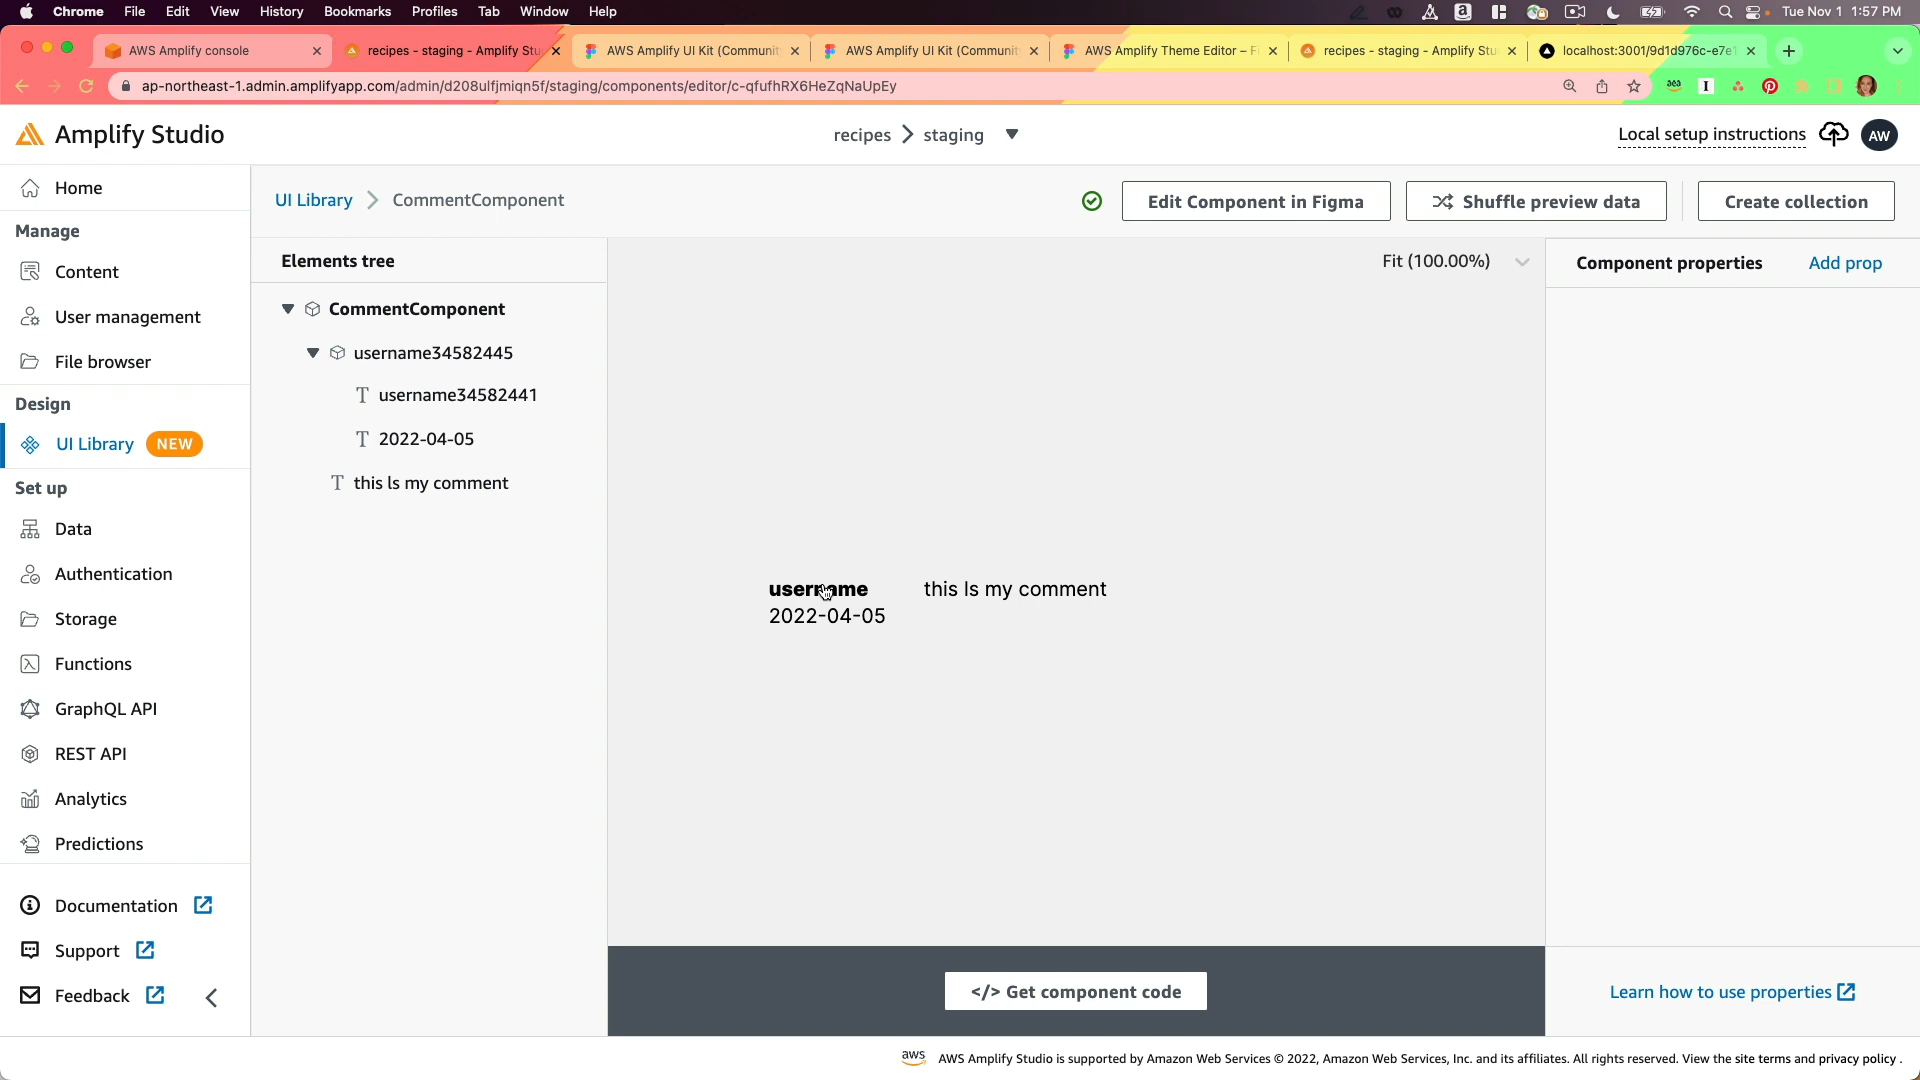 Chrome File Edit View History Bookmarks Profiles Tab Window Help Tue Nov 1 1:57 PM
AWS Amplify console recipes - staging - Amplify Stu AWS Amplify UI Kit (Communit AWS Amplify UI Kit (Communit AWS Amplify Theme Editor – Fi recipes - staging - Amplify Stu localhost:3001/9d1d976c-e7e1
ap-northeast-1.admin.amplifyapp.com/admin/d208ulfjmiqn5f/staging/components/editor/c-qfufhRX6HeZqNaUpEy
Amplify Studio
recipes staging
Local setup instructions
AW
Home
Manage
Content
User management
File browser
Design
UI Library NEW
Set up
Data
Authentication
Storage
Functions
GraphQL API
REST API
Analytics
Predictions
Documentation
Support
Feedback
UI Library CommentComponent
Edit Component in Figma
Shuffle preview data
Create collection
Elements tree
CommentComponent
username34582445
T username34582441
T 2022-04-05
T this ls my comment
Fit (100.00%)
username this ls my comment
2022-04-05
</> Get component code
Component properties Add prop
Learn how to use properties
aws AWS Amplify Studio is supported by Amazon Web Services © 2022, Amazon Web Services, Inc. and its affiliates. All rights reserved. View the site terms and privacy policy .